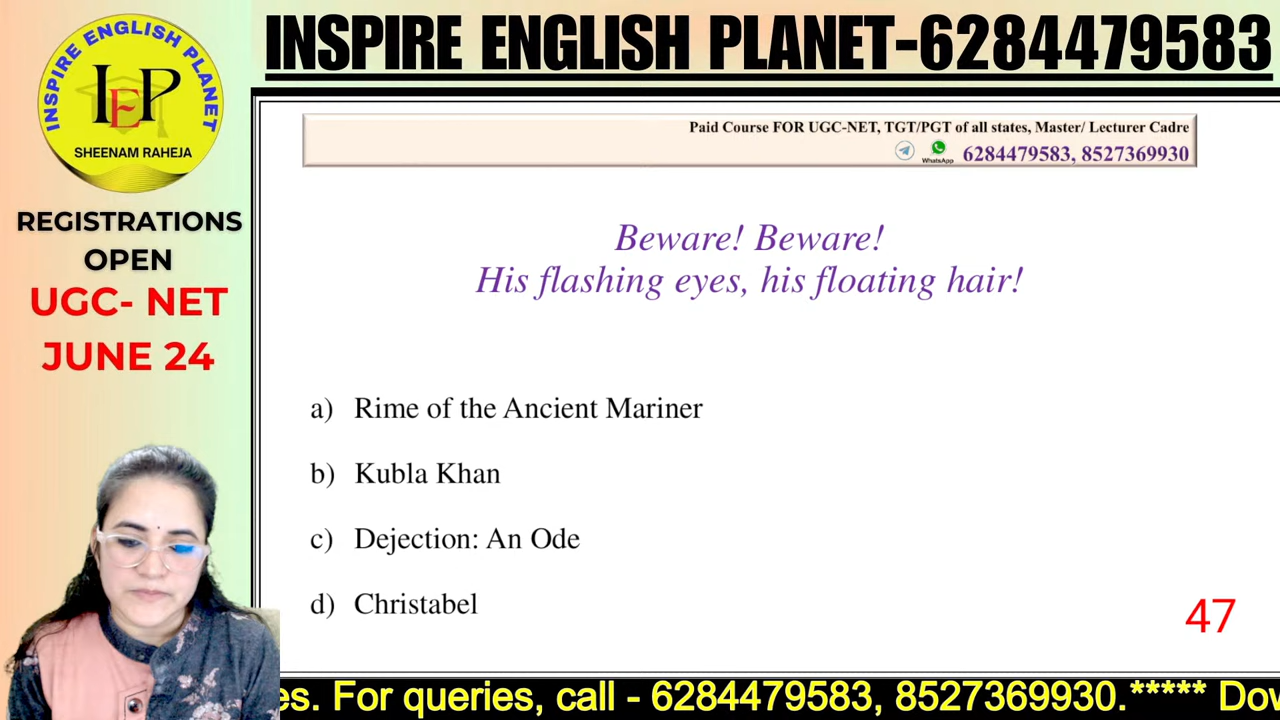 INSPIRE ENGLISH PLANET-6284479583
INSPIRE ENGLISH PLANET
IEP
SHEENAM RAHEJA
REGISTRATIONS
OPEN
UGC- NET
JUNE 24
Paid Course FOR UGC-NET, TGT/PGT of all states, Master/ Lecturer Cadre
WhatsApp 6284479583, 8527369930
Beware! Beware!
His flashing eyes, his floating hair!
a) Rime of the Ancient Mariner
b) Kubla Khan
c) Dejection: An Ode
d) Christabel
47
es. For queries, call - 6284479583, 8527369930.***** Dow